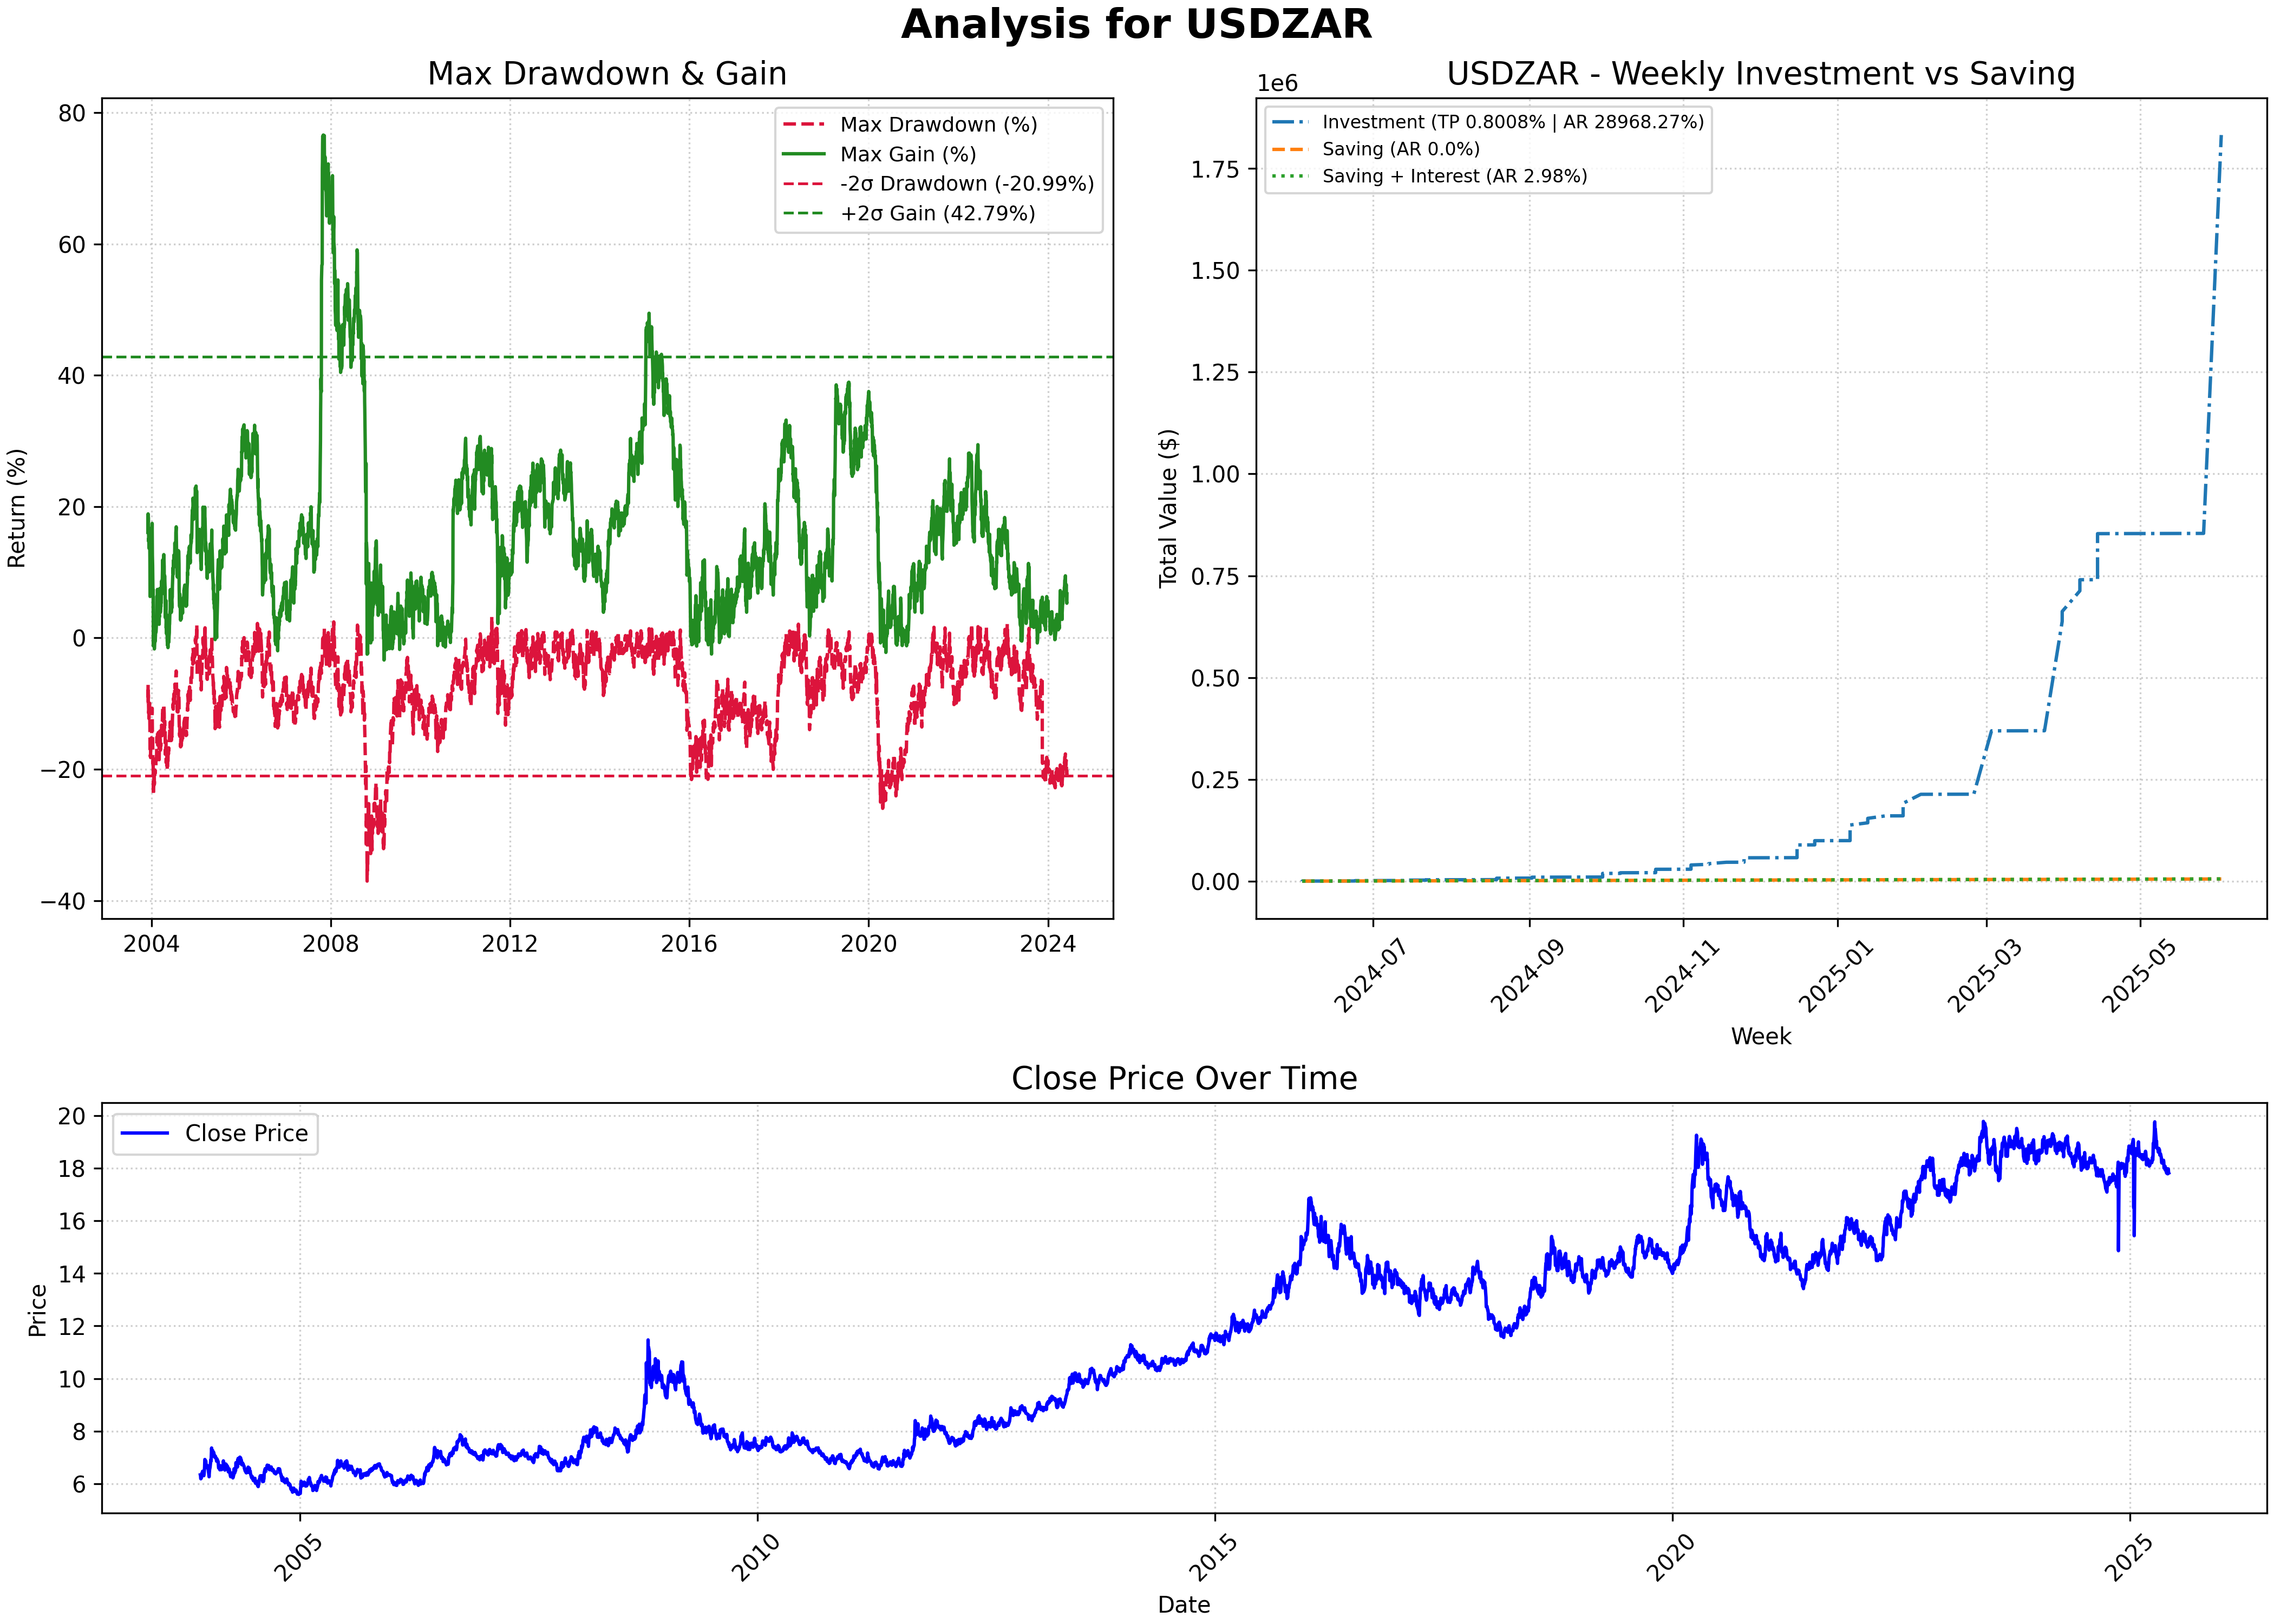 Analysis for USDZAR
Max Drawdown & Gain
Return (%)
80
60
40
20
0
−20
−40
2004
2008
2012
2016
2020
2024
Max Drawdown (%)
Max Gain (%)
-2σ Drawdown (-20.99%)
+2σ Gain (42.79%)
USDZAR - Weekly Investment vs Saving
1e6
Total Value ($)
1.75
1.50
1.25
1.00
0.75
0.50
0.25
0.00
Investment (TP 0.8008% | AR 28968.27%)
Saving (AR 0.0%)
Saving + Interest (AR 2.98%)
2024-07
2024-09
2024-11
2025-01
2025-03
2025-05
Week
Close Price Over Time
Price
20
18
16
14
12
10
8
6
Close Price
2005
2010
2015
2020
2025
Date